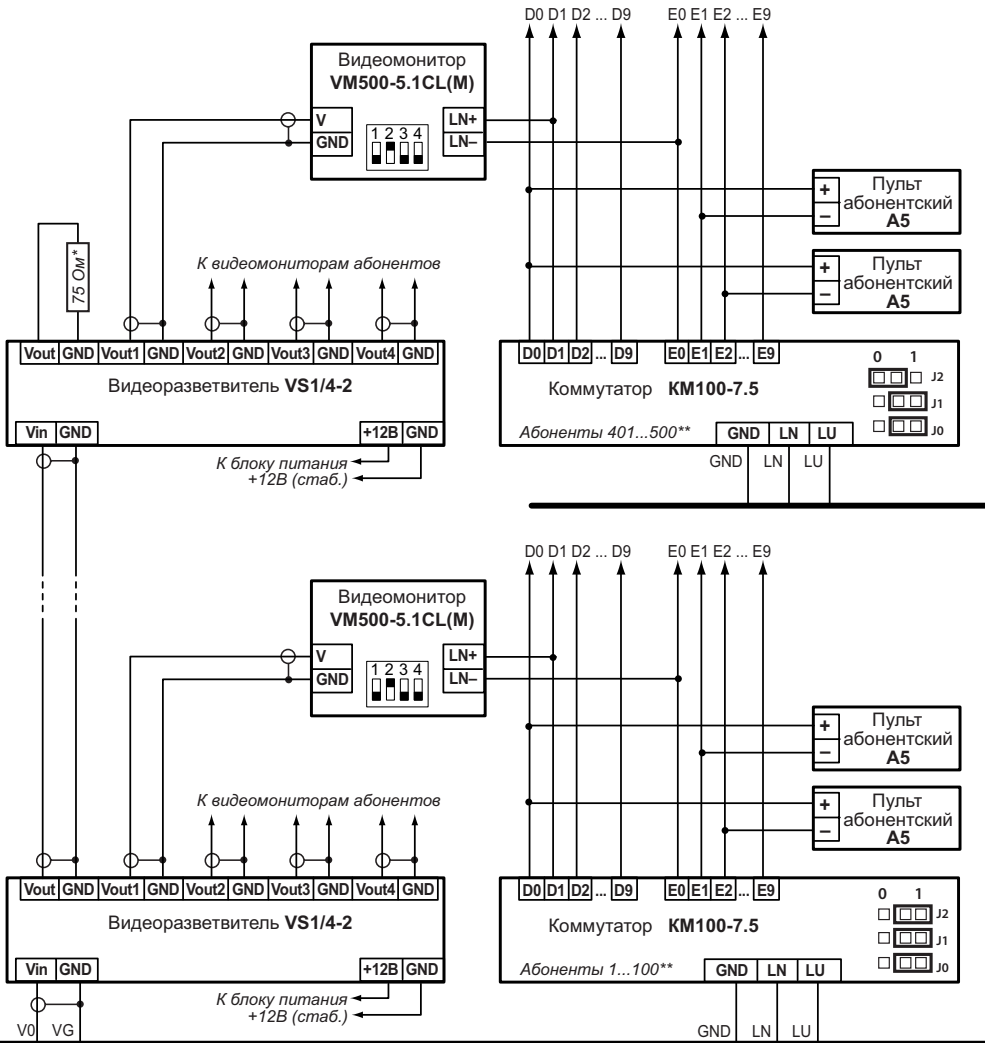 D0 D1 D2 ... D9 E0 E1 E2 ... E9
Видеомонитор
VM500-5.1CL(M)
V LN+
GND LN–
1 2 3 4
Пульт
+ абонентский
– А5
Пульт
+ абонентский
– А5
75 Ом*
К видеомониторам абонентов
Vout GND Vout1 GND Vout2 GND Vout3 GND Vout4 GND
Видеоразветвитель VS1/4-2
Vin GND +12В GND
К блоку питания
+12В (стаб.)
D0 D1 D2 ... D9 E0 E1 E2 ... E9
Коммутатор КМ100-7.5
0 1
J2
J1
J0
Абоненты 401...500** GND LN LU
GND LN LU
D0 D1 D2 ... D9 E0 E1 E2 ... E9
Видеомонитор
VM500-5.1CL(M)
V LN+
GND LN–
1 2 3 4
Пульт
+ абонентский
– А5
Пульт
+ абонентский
– А5
К видеомониторам абонентов
Vout GND Vout1 GND Vout2 GND Vout3 GND Vout4 GND
Видеоразветвитель VS1/4-2
Vin GND +12В GND
К блоку питания
+12В (стаб.)
V0 VG
D0 D1 D2 ... D9 E0 E1 E2 ... E9
Коммутатор КМ100-7.5
0 1
J2
J1
J0
Абоненты 1...100** GND LN LU
GND LN LU